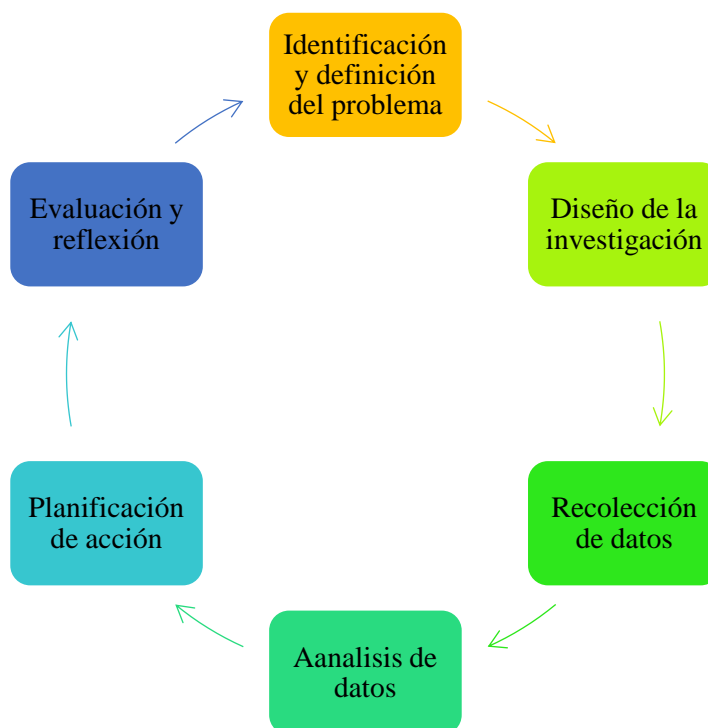 Identificación
y definición
del problema
Diseño de la
investigación
Recolección
de datos
Aanalisis de
datos
Planificación
de acción
Evaluación y
reflexión